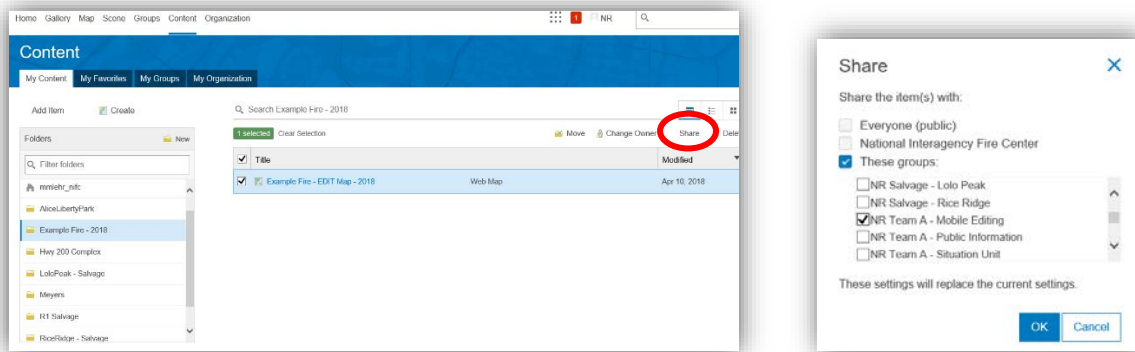 Home Gallery Map Scene Groups Content Organization 1 NR
Content
My Content My Favorites My Groups My Organization
Add Item Create Search Example Fire - 2018
Folders New 1 selected Clear Selection Move Change Owner Share Dele
Filter folders Title Modified
mmiehr_nifc Example Fire - EDIT Map - 2018 Web Map Apr 10, 2018
AliceLibertyPark
Example Fire - 2018
Hwy 200 Complex
LoloPeak - Salvage
Meyers
R1 Salvage
RiceRidge - Salvage
Share
Share the item(s) with:
Everyone (public)
National Interagency Fire Center
These groups:
NR Salvage - Lolo Peak
NR Salvage - Rice Ridge
NR Team A - Mobile Editing
NR Team A - Public Information
NR Team A - Situation Unit
These settings will replace the current settings.
OK Cancel